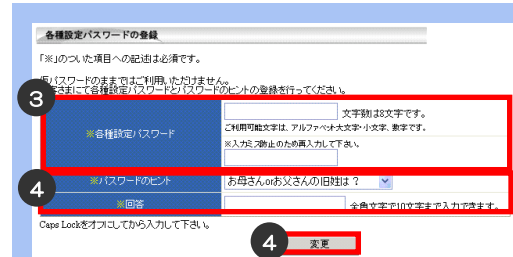 各種設定パスワードの登録
「※」のついた項目への記述は必須です。
仮パスワードのままではご利用いただけません。
さまにて各種設定パスワードとパスワードのヒントの登録を行ってください。
3
※各種設定パスワード
文字数は8文字です。
ご利用可能文字は、アルファベット大文字・小文字、数字です。
※入力ミス防止のため再入力して下さい。
4
※パスワードのヒント
お母さんorお父さんの旧姓は？
※回答
全角文字で10文字まで入力できます。
Caps Lockをオフにしてから入力して下さい。
4
変更